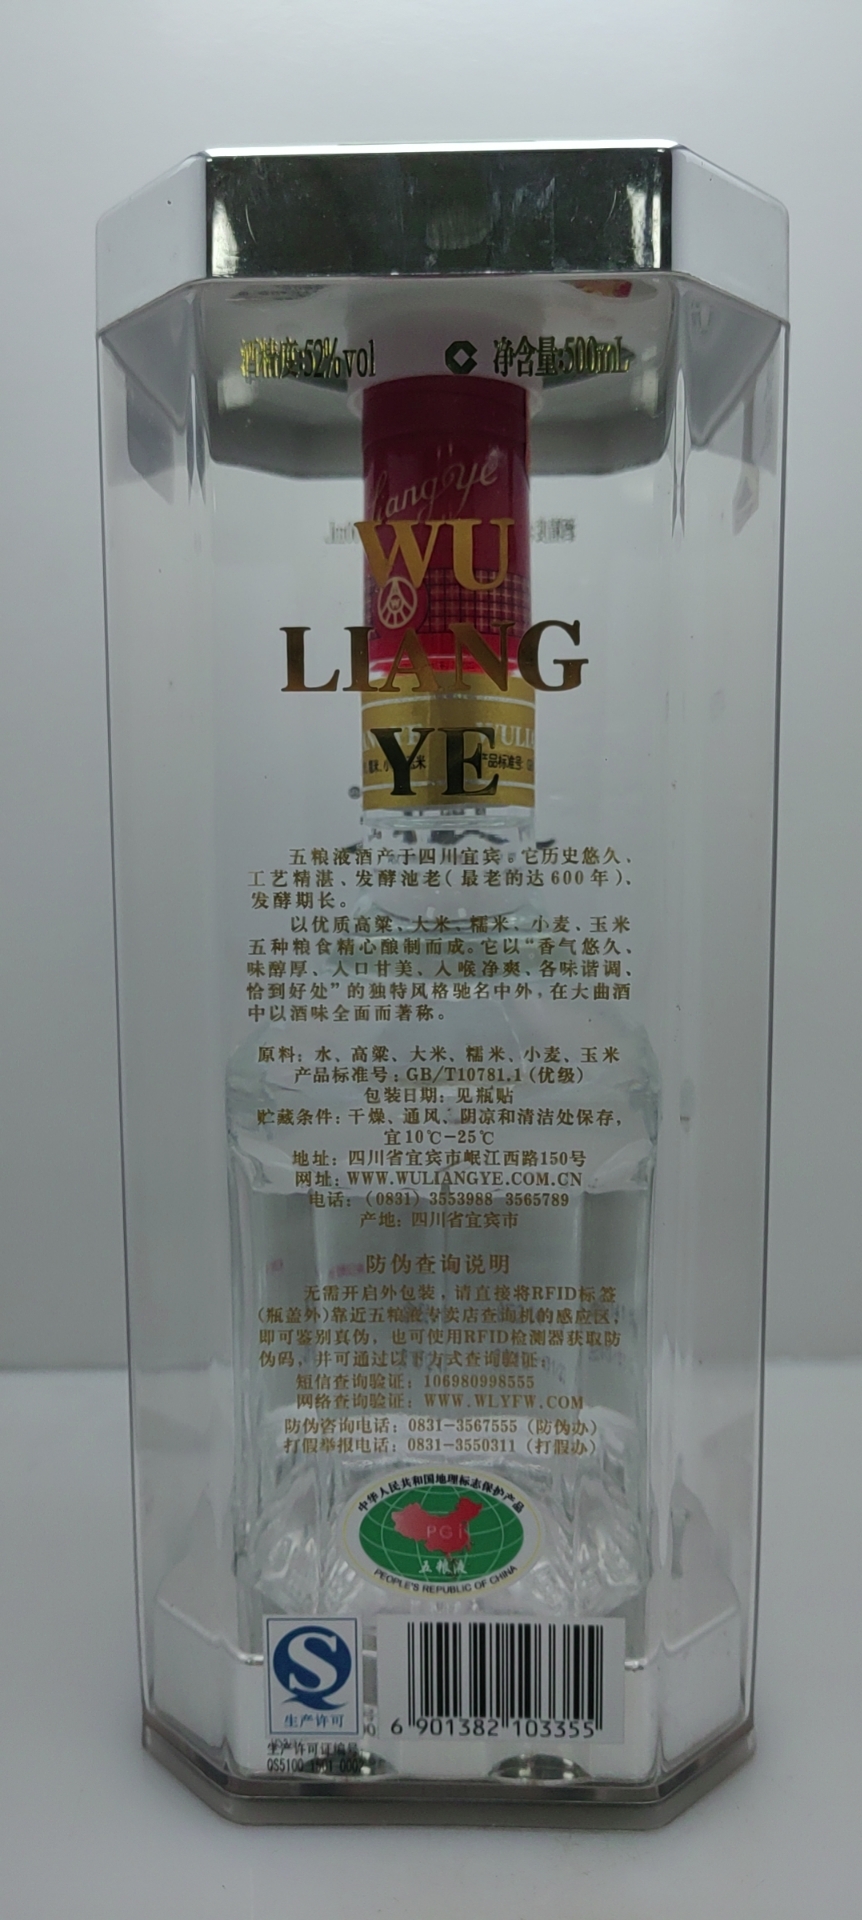 酒精度:52%vol
净含量:500mL
liangye
WU
LIANG
YE
WULIA
产品标准号: G
五粮液酒产于四川宜宾。它历史悠久、
工艺精湛、发酵池老(最老的达600年)、
发酵期长。
以优质高粱、大米、糯米、小麦、玉米
五种粮食精心酿制而成。它以“香气悠久、
味醇厚、入口甘美、入喉净爽、各味谐调、
恰到好处”的独特风格驰名中外,在大曲酒
中以酒味全面而著称。
原料: 水、高粱、大米、糯米、小麦、玉米
产品标准号: GB/T10781.1(优级)
包装日期: 见瓶贴
贮藏条件: 干燥、通风、阴凉和清洁处保存,
宜10℃-25℃
地址: 四川省宜宾市岷江西路150号
网址: WWW.WULIANGYE.COM.CN
电话: (0831) 3553988 3565789
产地: 四川省宜宾市
防伪查询说明
无需开启外包装,请直接将RFID标签
(瓶盖外)靠近五粮液专卖店查询机的感应区,
即可鉴别真伪,也可使用RFID检测器获取防
伪码,并可通过以下方式查询验证:
短信查询验证: 106980998555
网络查询验证: WWW.WLYFW.COM
防伪咨询电话: 0831-3567555 (防伪办)
打假举报电话: 0831-3550311 (打假办)
中华人民共和国地理标志保护产品
PGI
五粮液
PEOPLE'S REPUBLIC OF CHINA
生产许可
6 901382 103355
生产许可证编号
QS5100 1501 000